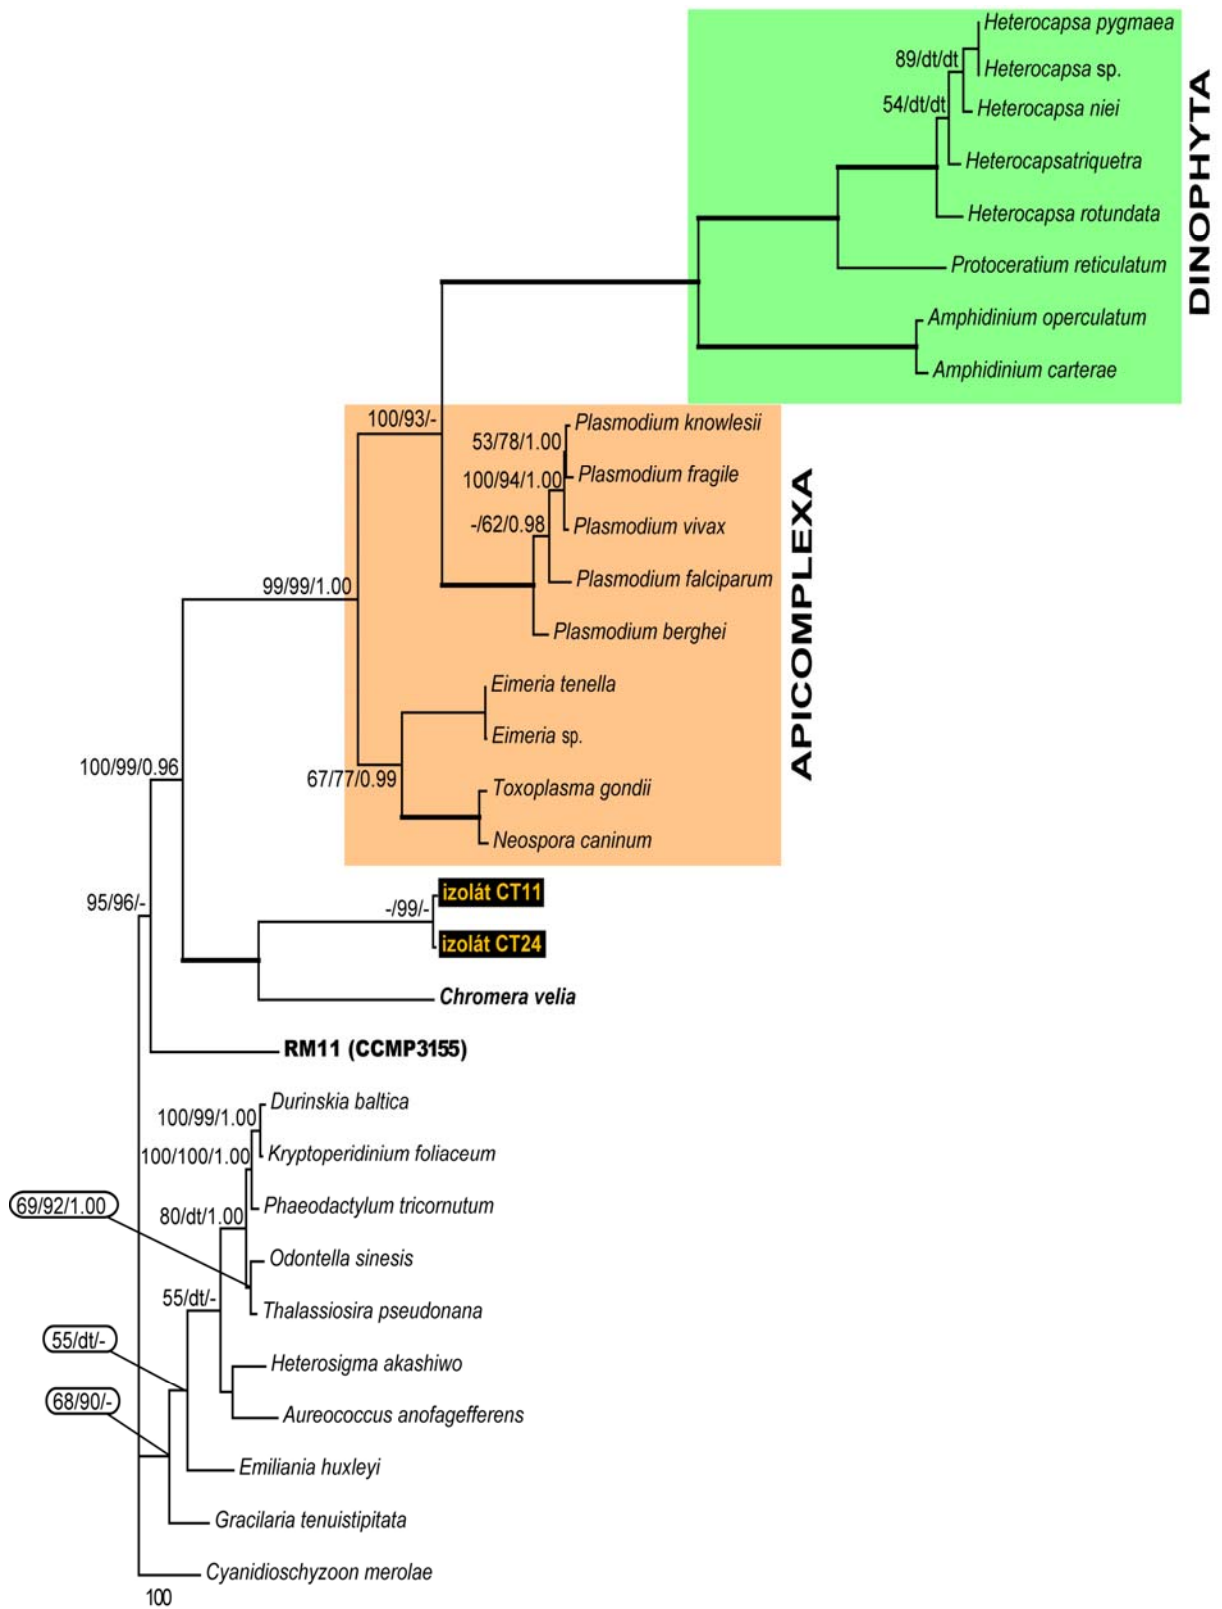 Heterocapsa pygmaea
89/dt/dt
Heterocapsa sp.
54/dt/dt
Heterocapsa niei
Heterocapsatriquetra
Heterocapsa rotundata
Protoceratium reticulatum
Amphidinium operculatum
Amphidinium carterae
DINOPHYTA
100/93/-
Plasmodium knowlesii
53/78/1.00
Plasmodium fragile
100/94/1.00
-/62/0.98
Plasmodium vivax
Plasmodium falciparum
99/99/1.00
Plasmodium berghei
Eimeria tenella
Eimeria sp.
100/99/0.96
67/77/0.99
Toxoplasma gondii
Neospora caninum
APICOMPLEXA
izolát CT11
95/96/-
-/99/-
izolát CT24
Chromera velia
RM11 (CCMP3155)
Durinskia baltica
100/99/1.00
Kryptoperidinium foliaceum
100/100/1.00
69/92/1.00
Phaeodactylum tricornutum
80/dt/1.00
Odontella sinesis
55/dt/-
Thalassiosira pseudonana
55/dt/-
Heterosigma akashiwo
68/90/-
Aureococcus anofagefferens
Emiliania huxleyi
Gracilaria tenuistipitata
Cyanidioschyzoon merolae
100